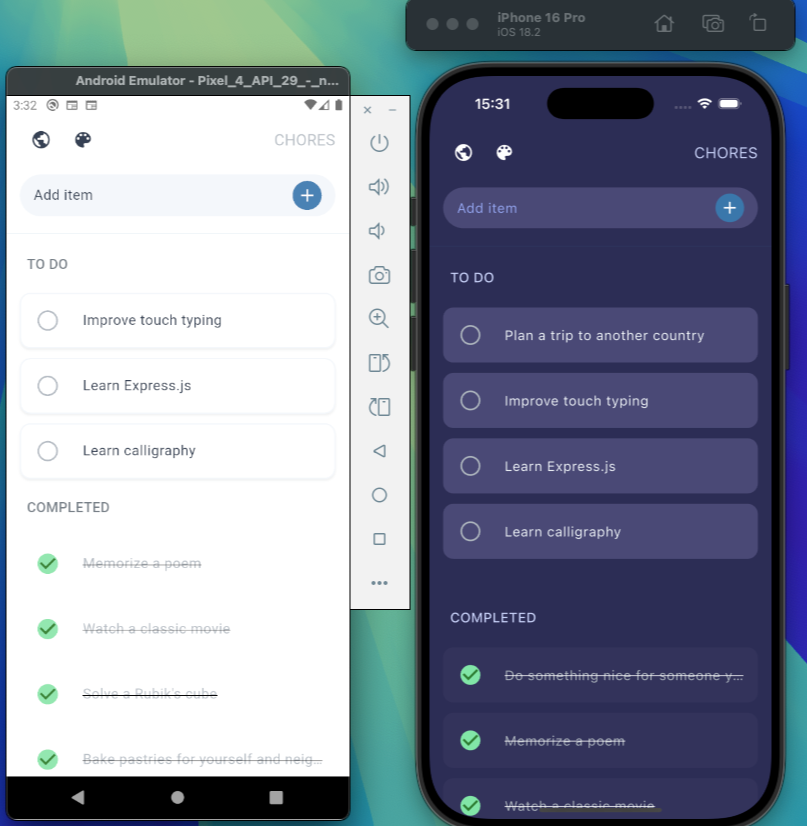 iPhone 16 Pro
iOS 18.2
Android Emulator - Pixel_4_API_29_-_n...
3:32
CHORES
Add item
TO DO
Improve touch typing
Learn Express.js
Learn calligraphy
COMPLETED
Memorize a poem
Watch a classic movie
Solve a Rubik's cube
Bake pastries for yourself and neig...
15:31
CHORES
Add item
TO DO
Plan a trip to another country
Improve touch typing
Learn Express.js
Learn calligraphy
COMPLETED
Do something nice for someone y...
Memorize a poem
Watch a classic movie